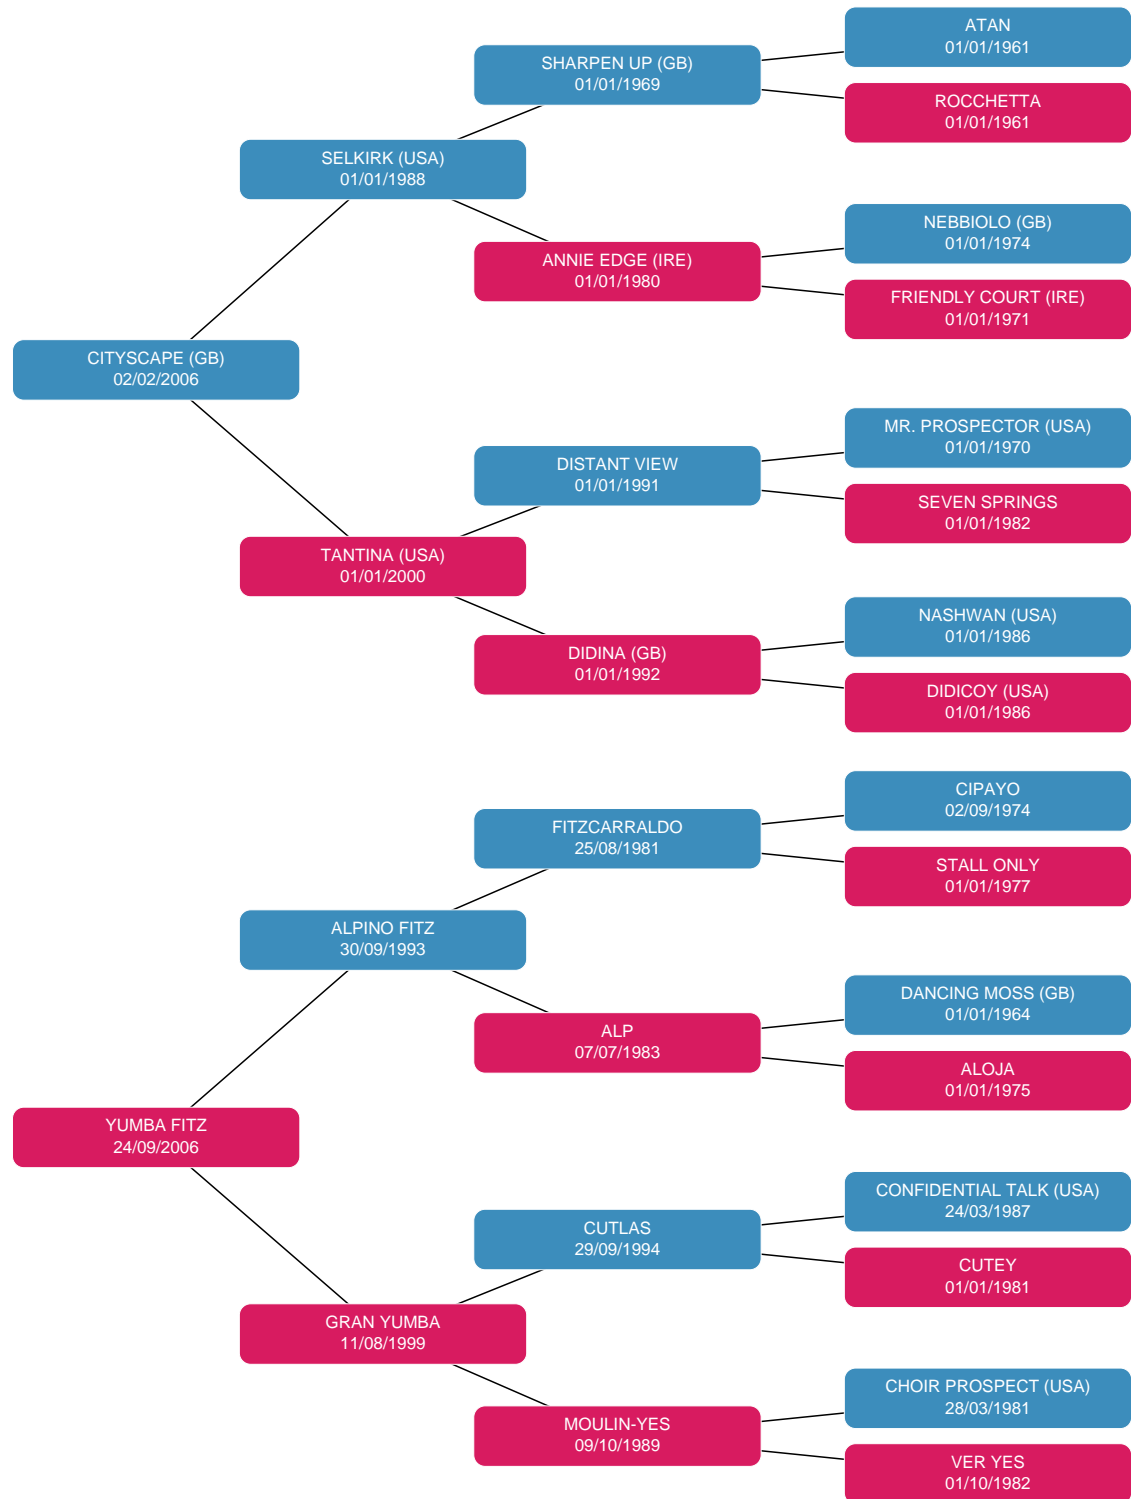 ATAN
01/01/1961
SHARPEN UP (GB)
01/01/1969
ROCCHETTA
01/01/1961
SELKIRK (USA)
01/01/1988
NEBBIOLO (GB)
01/01/1974
ANNIE EDGE (IRE)
01/01/1980
FRIENDLY COURT (IRE)
01/01/1971
CITYSCAPE (GB)
02/02/2006
MR. PROSPECTOR (USA)
01/01/1970
DISTANT VIEW
01/01/1991
SEVEN SPRINGS
01/01/1982
TANTINA (USA)
01/01/2000
NASHWAN (USA)
01/01/1986
DIDINA (GB)
01/01/1992
DIDICOY (USA)
01/01/1986
CIPAYO
02/09/1974
FITZCARRALDO
25/08/1981
STALL ONLY
01/01/1977
ALPINO FITZ
30/09/1993
DANCING MOSS (GB)
01/01/1964
ALP
07/07/1983
ALOJA
01/01/1975
YUMBA FITZ
24/09/2006
CONFIDENTIAL TALK (USA)
24/03/1987
CUTLAS
29/09/1994
CUTEY
01/01/1981
GRAN YUMBA
11/08/1999
CHOIR PROSPECT (USA)
28/03/1981
MOULIN-YES
09/10/1989
VER YES
01/10/1982